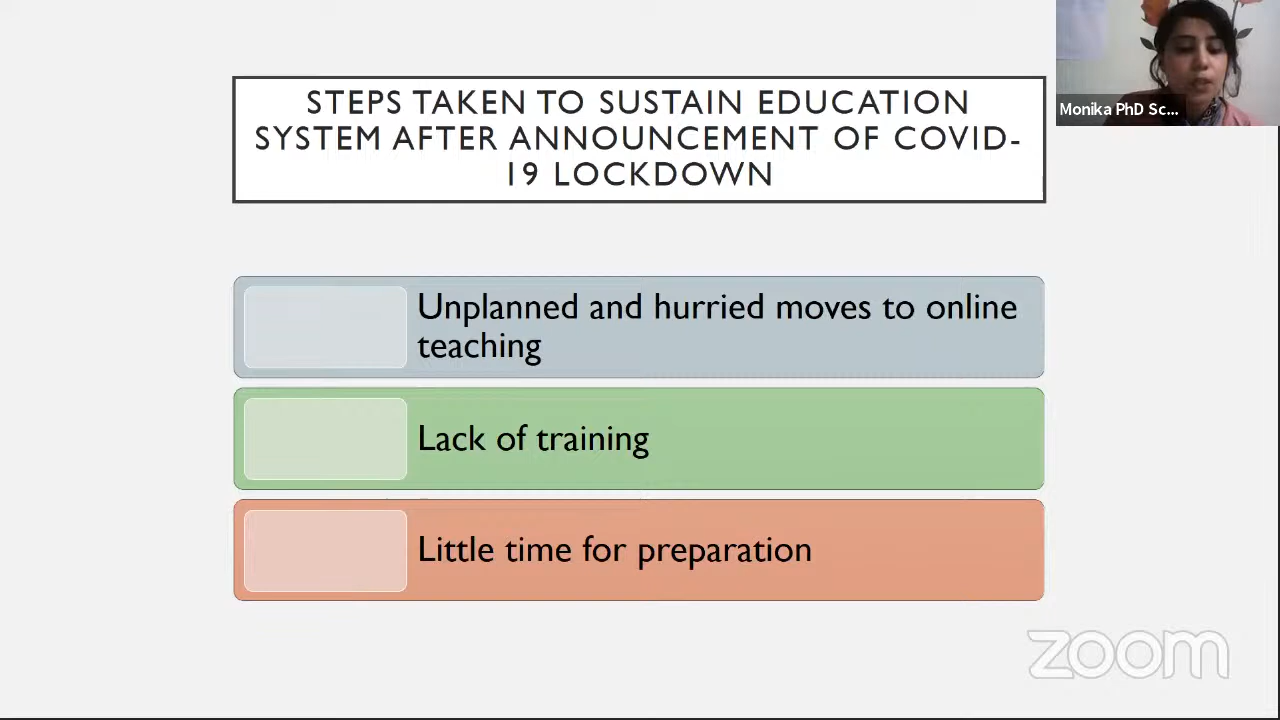 STEPS TAKEN TO SUSTAIN EDUCATION
SYSTEM AFTER ANNOUNCEMENT OF COVID-
19 LOCKDOWN
Monika PhD Sc...
Unplanned and hurried moves to online
teaching
Lack of training
Little time for preparation
zoom